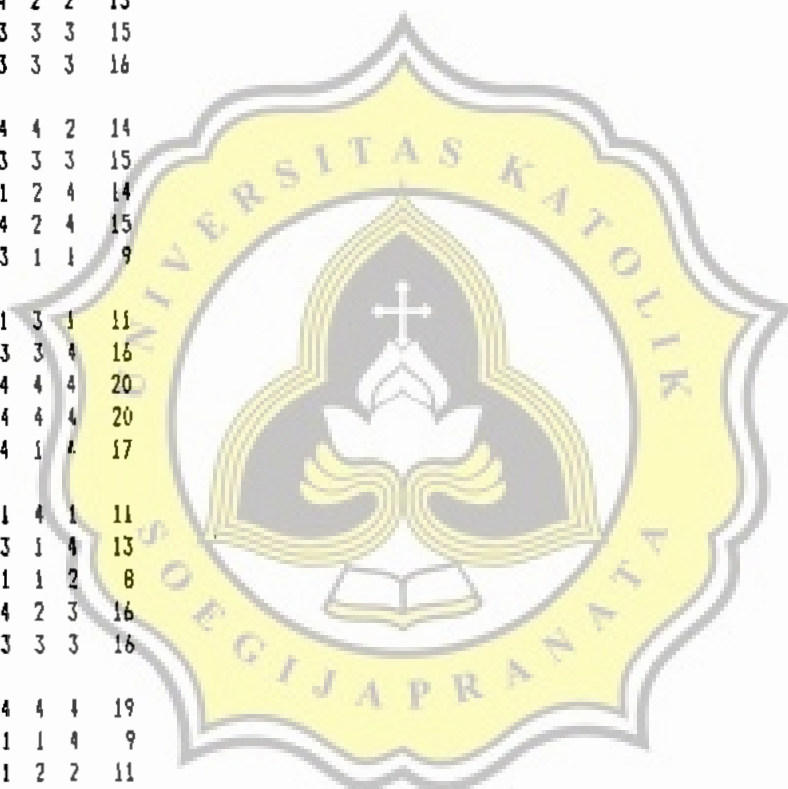 4 2 2 13
3 3 3 15
3 3 3 16
4 4 2 14
3 3 3 15
1 2 4 14
4 2 4 15
3 1 1 9
1 3 1 11
3 3 4 16
4 4 4 20
4 4 4 20
4 1 17
1 4 1 11
3 1 4 13
1 1 2 8
4 2 3 16
3 3 3 16
4 4 4 19
1 1 4 9
1 2 2 11
UNIVERSITAS KATOLIK
SOEGIJAPRANATA